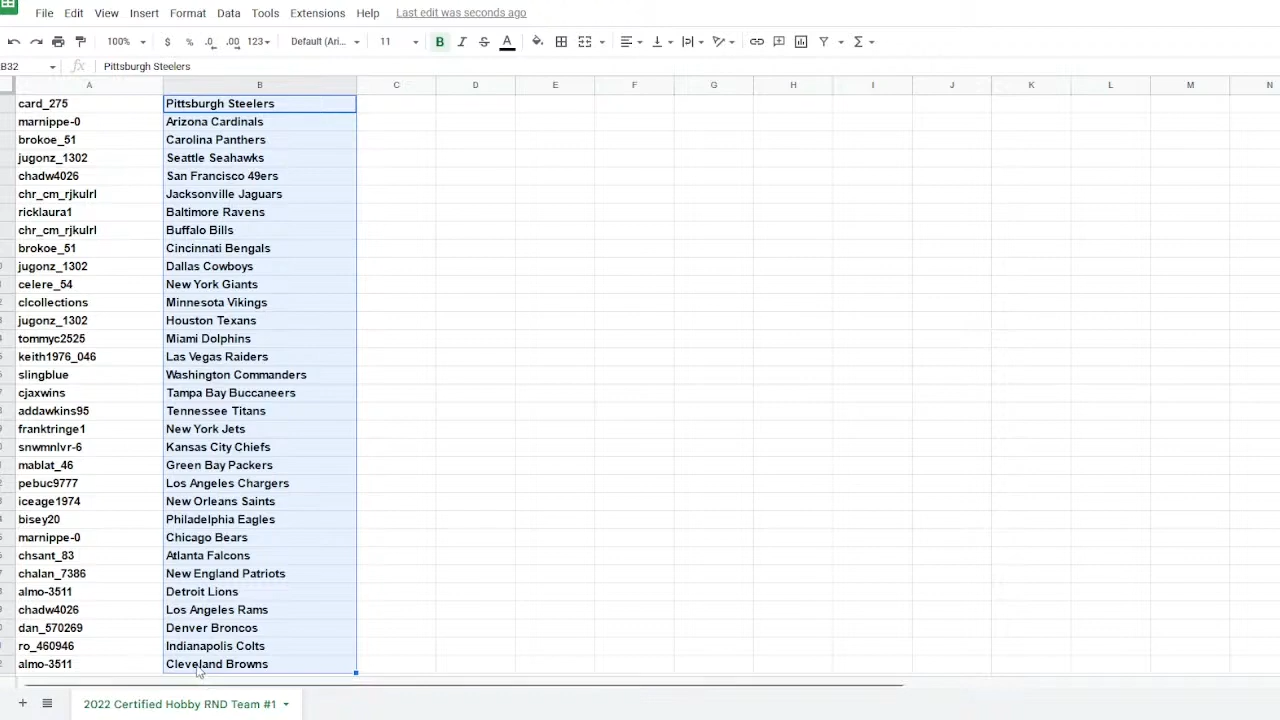 File Edit View Insert Format Data Tools Extensions Help Last edit was seconds ago
100% $ % .0 .00 123 Default (Ari... 11 B I S A
B32 fx Pittsburgh Steelers
A B C D E F G H I J K L M N
card_275 Pittsburgh Steelers
marnippe-0 Arizona Cardinals
brokoe_51 Carolina Panthers
jugonz_1302 Seattle Seahawks
chadw4026 San Francisco 49ers
chr_cm_rjkulrl Jacksonville Jaguars
ricklaura1 Baltimore Ravens
chr_cm_rjkulrl Buffalo Bills
brokoe_51 Cincinnati Bengals
jugonz_1302 Dallas Cowboys
celere_54 New York Giants
clcollections Minnesota Vikings
jugonz_1302 Houston Texans
tommyc2525 Miami Dolphins
keith1976_046 Las Vegas Raiders
slingblue Washington Commanders
cjaxwins Tampa Bay Buccaneers
addawkins95 Tennessee Titans
franktringe1 New York Jets
snwmnlvr-6 Kansas City Chiefs
mablat_46 Green Bay Packers
pebuc9777 Los Angeles Chargers
iceage1974 New Orleans Saints
bisey20 Philadelphia Eagles
marnippe-0 Chicago Bears
chsant_83 Atlanta Falcons
chalan_7386 New England Patriots
almo-3511 Detroit Lions
chadw4026 Los Angeles Rams
dan_570269 Denver Broncos
ro_460946 Indianapolis Colts
almo-3511 Cleveland Browns
2022 Certified Hobby RND Team #1